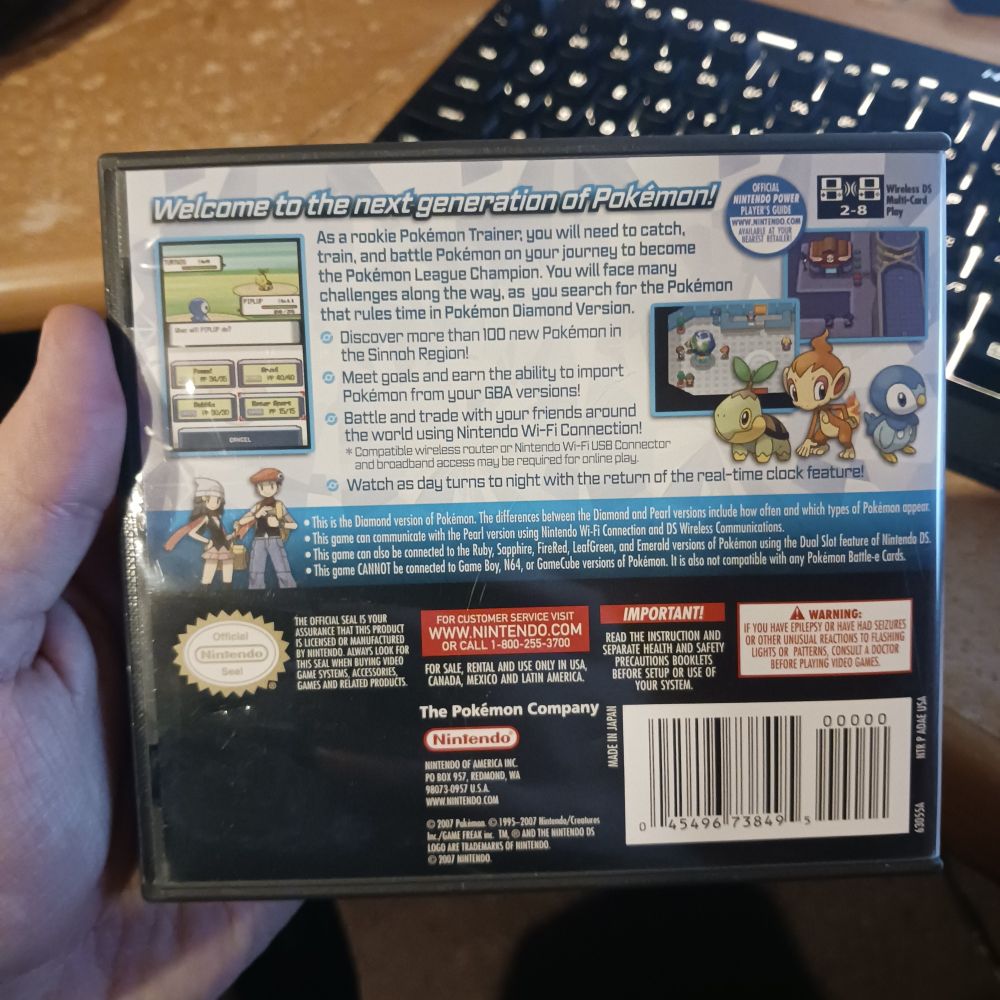 Welcome to the next generation of Pokémon!
OFFICIAL
NINTENDO POWER
PLAYER'S GUIDE
WWW.NINTENDO.COM
AVAILABLE AT YOUR
NEAREST RETAILER!
2-8
Wireless DS
Multi-Card
Play
As a rookie Pokémon Trainer, you will need to catch,
train, and battle Pokémon on your journey to become
the Pokémon League Champion. You will face many
challenges along the way, as you search for the Pokémon
that rules time in Pokémon Diamond Version.
Discover more than 100 new Pokémon in
the Sinnoh Region!
Meet goals and earn the ability to import
Pokémon from your GBA versions!
Battle and trade with your friends around
the world using Nintendo Wi-Fi Connection!
* Compatible wireless router or Nintendo Wi-Fi USB Connector
and broadband access may be required for online play.
Watch as day turns to night with the return of the real-time clock feature!
TURTWIG
PIPLUP
What will PIPLUP do?
Pound
PP 34/35
Growl
PP 40/40
Bubble
PP 15/15
CANCEL
• This is the Diamond version of Pokémon. The differences between the Diamond and Pearl versions include how often and which types of Pokémon appear.
• This game can communicate with the Pearl version using Nintendo Wi-Fi Connection and DS Wireless Communications.
• This game can also be connected to the Ruby, Sapphire, FireRed, LeafGreen, and Emerald versions of Pokémon using the Dual Slot feature of Nintendo DS.
• This game CANNOT be connected to Game Boy, N64, or GameCube versions of Pokémon. It is also not compatible with any Pokémon Battle-e Cards.
Official
Nintendo
Seal
®
THE OFFICIAL SEAL IS YOUR
ASSURANCE THAT THIS PRODUCT
IS LICENSED OR MANUFACTURED
BY NINTENDO. ALWAYS LOOK FOR
THIS SEAL WHEN BUYING VIDEO
GAME SYSTEMS, ACCESSORIES,
GAMES AND RELATED PRODUCTS.
FOR CUSTOMER SERVICE VISIT
WWW.NINTENDO.COM
OR CALL 1-800-255-3700
FOR SALE, RENTAL AND USE ONLY IN USA,
CANADA, MEXICO AND LATIN AMERICA.
IMPORTANT!
READ THE INSTRUCTION AND
SEPARATE HEALTH AND SAFETY
PRECAUTIONS BOOKLETS
BEFORE SETUP OR USE OF
YOUR SYSTEM.
WARNING:
IF YOU HAVE EPILEPSY OR HAVE HAD SEIZURES
OR OTHER UNUSUAL REACTIONS TO FLASHING
LIGHTS OR PATTERNS, CONSULT A DOCTOR
BEFORE PLAYING VIDEO GAMES.
The Pokémon Company
Nintendo®
NINTENDO OF AMERICA INC.
PO BOX 957, REDMOND, WA
98073-0957 U.S.A.
WWW.NINTENDO.COM
© 2007 Pokémon. © 1995–2007 Nintendo/Creatures
Inc./GAME FREAK inc. TM, ® AND THE NINTENDO DS
LOGO ARE TRADEMARKS OF NINTENDO.
© 2007 NINTENDO.
MADE IN JAPAN
00000
0 45496 73849 5
NTR P ADAE USA
63055A